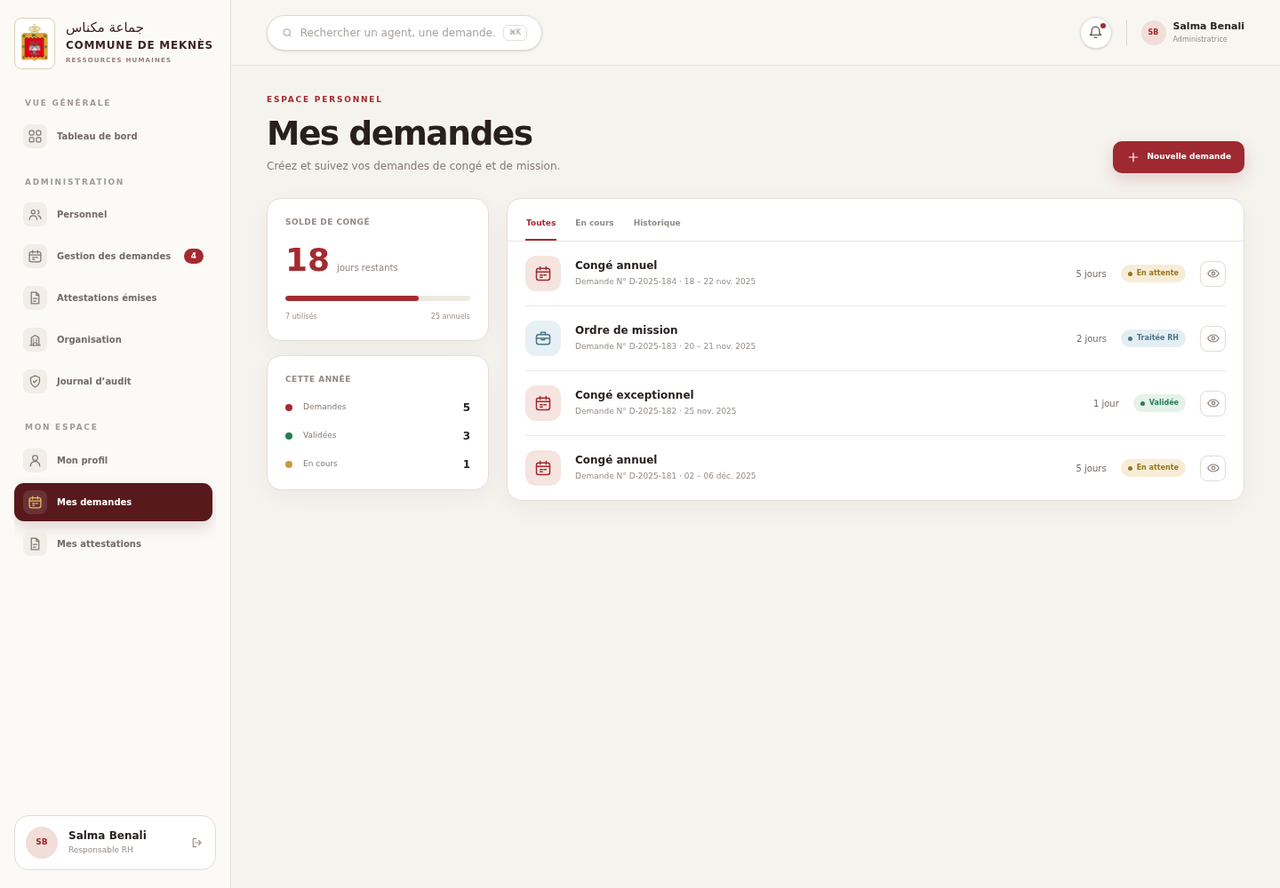 جماعة مكناس
COMMUNE DE MEKNÈS
RESSOURCES HUMAINES
VUE GÉNÉRALE
Tableau de bord
ADMINISTRATION
Personnel
Gestion des demandes 4
Attestations émises
Organisation
Journal d’audit
MON ESPACE
Mon profil
Mes demandes
Mes attestations
SB Salma Benali
Responsable RH
Rechercher un agent, une demande. ⌘K
SB Salma Benali
Administratrice
ESPACE PERSONNEL
Mes demandes
Créez et suivez vos demandes de congé et de mission.
Nouvelle demande
SOLDE DE CONGÉ
18 jours restants
7 utilisés 25 annuels
CETTE ANNÉE
Demandes 5
Validées 3
En cours 1
Toutes En cours Historique
Congé annuel
Demande N° D-2025-184 · 18 – 22 nov. 2025
5 jours En attente
Ordre de mission
Demande N° D-2025-183 · 20 – 21 nov. 2025
2 jours Traitée RH
Congé exceptionnel
Demande N° D-2025-182 · 25 nov. 2025
1 jour Validée
Congé annuel
Demande N° D-2025-181 · 02 – 06 déc. 2025
5 jours En attente